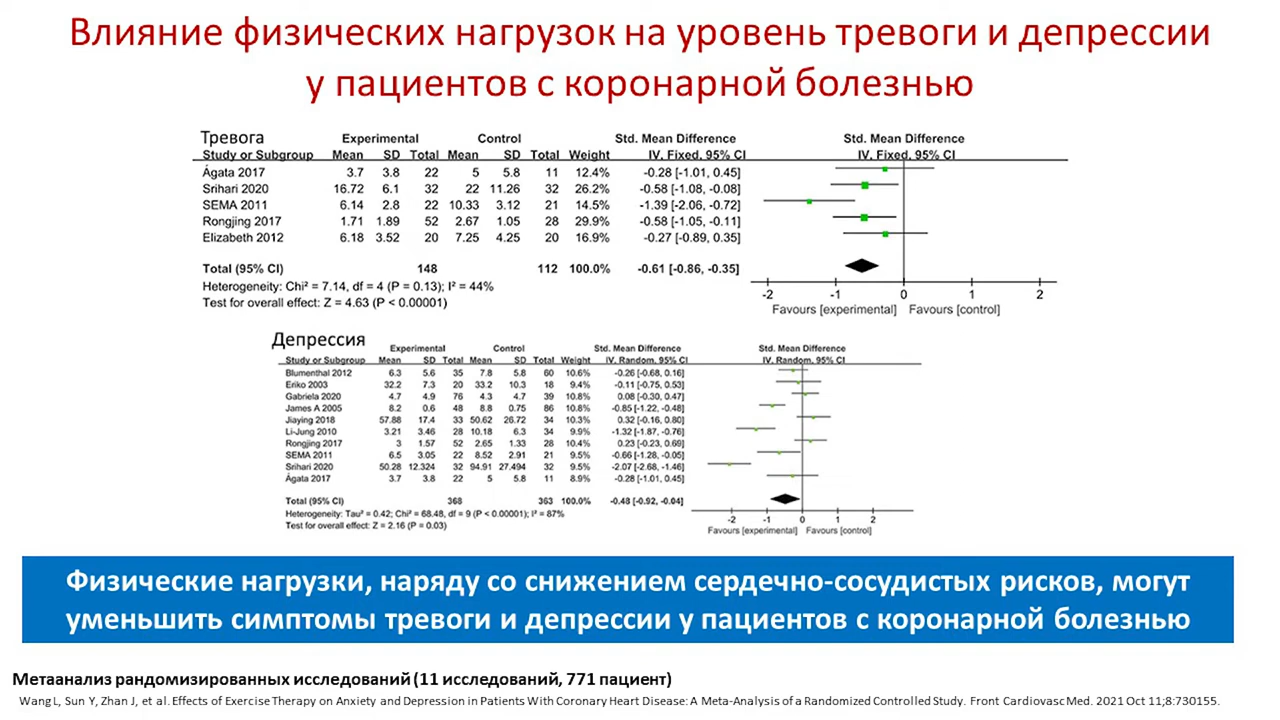 Влияние физических нагрузок на уровень тревоги и депрессии
у пациентов с коронарной болезнью
Тревога
Experimental Control Std. Mean Difference Std. Mean Difference
Study or Subgroup Mean SD Total Mean SD Total Weight IV. Fixed, 95% CI IV. Fixed, 95% CI
Ágata 2017 3.7 3.8 22 5 5.8 11 12.4% -0.28 [-1.01, 0.45]
Srihari 2020 16.72 6.1 32 22 11.26 32 26.2% -0.58 [-1.08, -0.08]
SEMA 2011 6.14 2.8 22 10.33 3.12 21 14.5% -1.39 [-2.06, -0.72]
Rongjing 2017 1.71 1.89 52 2.67 1.05 28 29.9% -0.58 [-1.05, -0.11]
Elizabeth 2012 6.18 3.52 20 7.25 4.25 20 16.9% -0.27 [-0.89, 0.35]
Total (95% CI) 148 112 100.0% -0.61 [-0.86, -0.35]
Heterogeneity: Chi² = 7.14, df = 4 (P = 0.13); I² = 44%
Test for overall effect: Z = 4.63 (P < 0.00001)
-2 -1 0 1 2
Favours [experimental] Favours [control]
Депрессия
Experimental Control Std. Mean Difference Std. Mean Difference
Study or Subgroup Mean SD Total Mean SD Total Weight IV. Random, 95% CI IV. Random, 95% CI
Blumenthal 2012 6.3 5.6 35 7.8 5.8 60 10.6% -0.26 [-0.68, 0.16]
Eriko 2003 32.2 7.3 20 33.2 10.3 18 9.4% -0.11 [-0.75, 0.53]
Gabriela 2020 4.7 4.9 76 4.3 4.7 39 10.8% 0.08 [-0.30, 0.47]
James A 2005 8.2 0.6 48 8.8 0.75 86 10.8% -0.85 [-1.22, -0.48]
Jiaying 2018 57.88 17.4 33 50.62 26.72 34 10.3% 0.32 [-0.16, 0.80]
Li-Jung 2010 3.21 3.46 28 10.18 6.3 34 10.0% -1.32 [-1.87, -0.76]
Rongjing 2017 3 1.57 52 2.65 1.33 28 10.4% 0.23 [-0.23, 0.69]
SEMA 2011 6.5 3.05 22 8.52 2.91 21 9.5% -0.66 [-1.28, -0.05]
Srihari 2020 50.28 12.324 32 94.91 27.494 32 9.5% -2.07 [-2.68, -1.46]
Ágata 2017 3.7 3.8 22 5 5.8 11 8.9% -0.28 [-1.01, 0.45]
Total (95% CI) 368 363 100.0% -0.48 [-0.92, -0.04]
Heterogeneity: Tau² = 0.42; Chi² = 68.48, df = 9 (P < 0.00001); I² = 87%
Test for overall effect: Z = 2.16 (P = 0.03)
-2 -1 0 1 2
Favours [experimental] Favours [control]
Физические нагрузки, наряду со снижением сердечно-сосудистых рисков, могут
уменьшить симптомы тревоги и депрессии у пациентов с коронарной болезнью
Метаанализ рандомизированных исследований (11 исследований, 771 пациент)
Wang L, Sun Y, Zhan J, et al. Effects of Exercise Therapy on Anxiety and Depression in Patients With Coronary Heart Disease: A Meta-Analysis of a Randomized Controlled Study. Front Cardiovasc Med. 2021 Oct 11;8:730155.